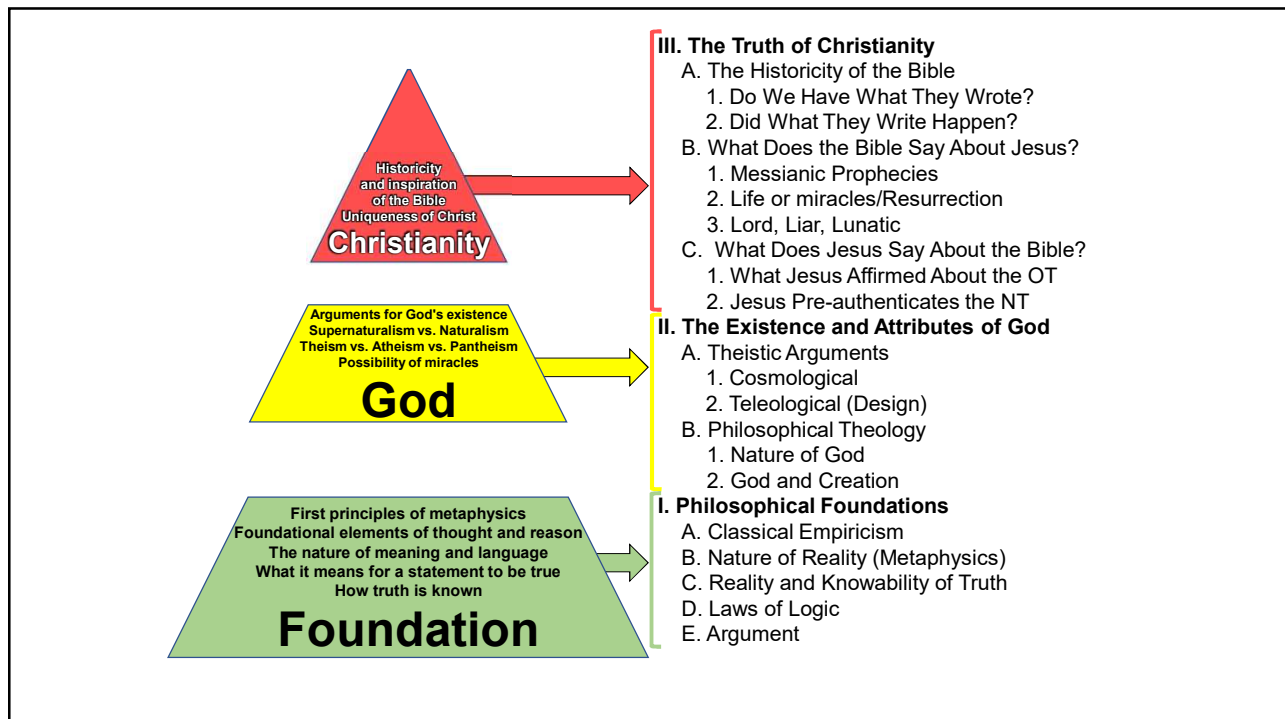 Historicity
and inspiration
of the Bible
Uniqueness of Christ
Christianity
Arguments for God's existence
Supernaturalism vs. Naturalism
Theism vs. Atheism vs. Pantheism
Possibility of miracles
God
First principles of metaphysics
Foundational elements of thought and reason
The nature of meaning and language
What it means for a statement to be true
How truth is known
Foundation
III. The Truth of Christianity
A. The Historicity of the Bible
1. Do We Have What They Wrote?
2. Did What They Write Happen?
B. What Does the Bible Say About Jesus?
1. Messianic Prophecies
2. Life or miracles/Resurrection
3. Lord, Liar, Lunatic
C. What Does Jesus Say About the Bible?
1. What Jesus Affirmed About the OT
2. Jesus Pre-authenticates the NT
II. The Existence and Attributes of God
A. Theistic Arguments
1. Cosmological
2. Teleological (Design)
B. Philosophical Theology
1. Nature of God
2. God and Creation
I. Philosophical Foundations
A. Classical Empiricism
B. Nature of Reality (Metaphysics)
C. Reality and Knowability of Truth
D. Laws of Logic
E. Argument